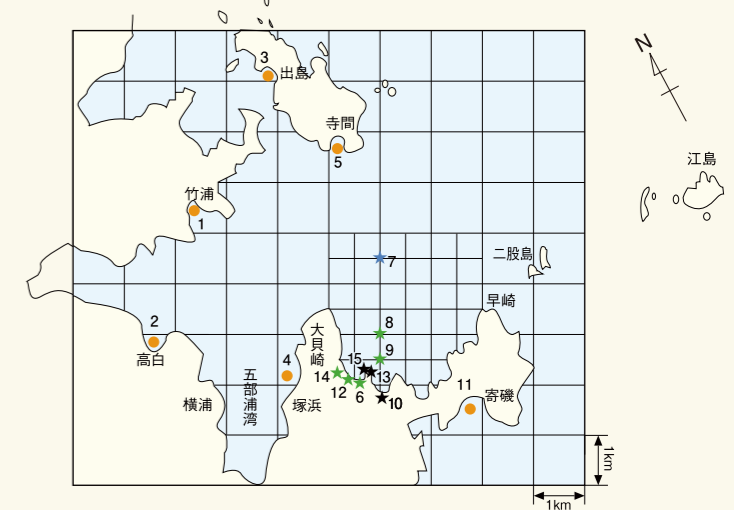 N
3
出島
寺間
5
江島
竹浦
1
二股島
7
早崎
2
8
大貝崎
高白
15
9
4
14
13
11
五部浦湾
12
6
10
寄磯
横浦
塚浜
1km
1km